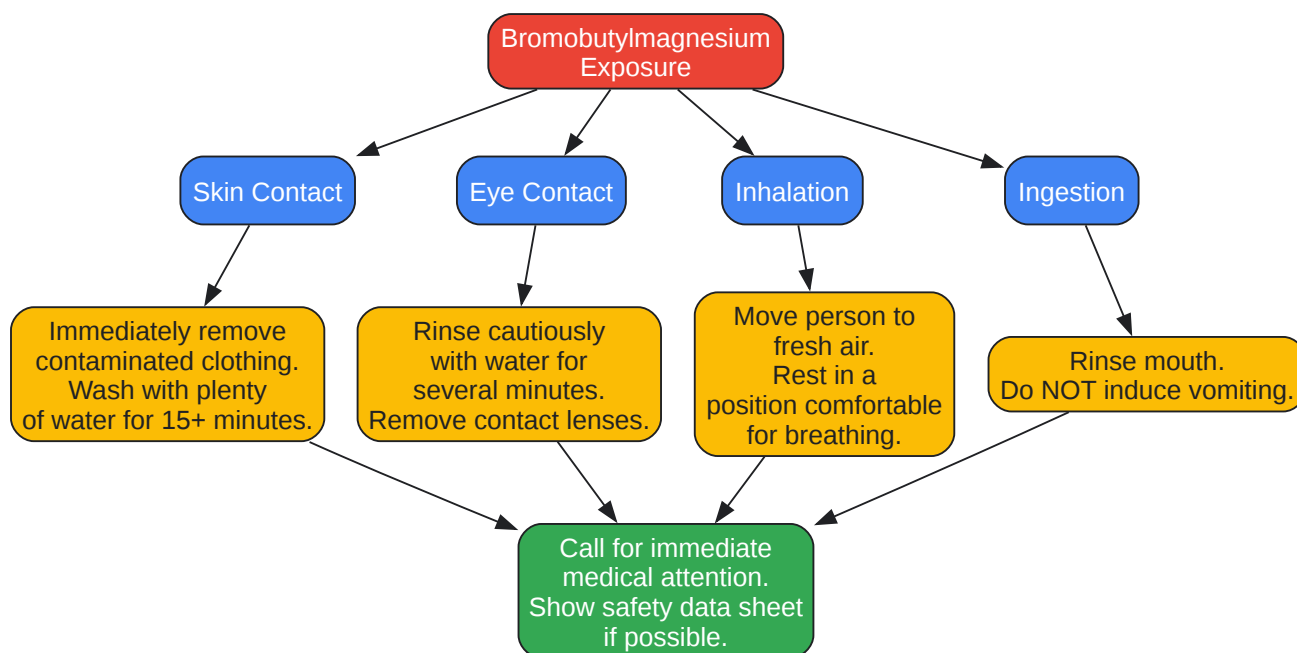 Bromobutylmagnesium
Exposure
Skin Contact
Eye Contact
Inhalation
Ingestion
Immediately remove
contaminated clothing.
Wash with plenty
of water for 15+ minutes.
Rinse cautiously
with water for
several minutes.
Remove contact lenses.
Move person to
fresh air.
Rest in a
position comfortable
for breathing.
Rinse mouth.
Do NOT induce vomiting.
Call for immediate
medical attention.
Show safety data sheet
if possible.